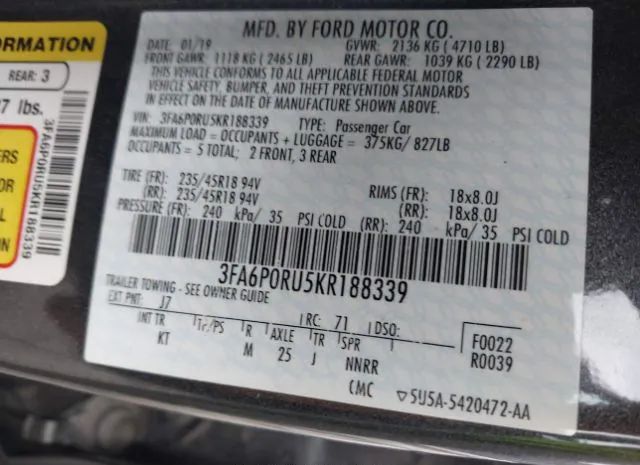 ORMATION
REAR: 3
7 lbs.
3FA6P0RU5KR188339
ERS
OR
L
ON
MFD. BY FORD MOTOR CO.
DATE: 01/19 GVWR: 2136 KG (4710 LB)
FRONT GAWR: 1118 KG (2465 LB) REAR GAWR: 1039 KG (2290 LB)
THIS VEHICLE CONFORMS TO ALL APPLICABLE FEDERAL MOTOR
VEHICLE SAFETY, BUMPER, AND THEFT PREVENTION STANDARDS
IN EFFECT ON THE DATE OF MANUFACTURE SHOWN ABOVE.
VIN: 3FA6P0RU5KR188339 TYPE: Passenger Car
MAXIMUM LOAD = OCCUPANTS + LUGGAGE = 375KG/ 827LB
OCCUPANTS = 5 TOTAL; 2 FRONT, 3 REAR
TIRE (FR): 235/45R18 94V RIMS (FR): 18x8.0J
(RR): 235/45R18 94V (RR): 18x8.0J
PRESSURE (FR): 240 kPa/ 35 PSI COLD (RR): 240 kPa/ 35 PSI COLD
3FA6P0RU5KR188339
TRAILER TOWING - SEE OWNER GUIDE
EXT PNT: J7 RC: 71 DSO: F0022
INT TR TP/PS R AXLE TR SPR R0039
KT M 25 J NNRR
CMC 5U5A-5420472-AA